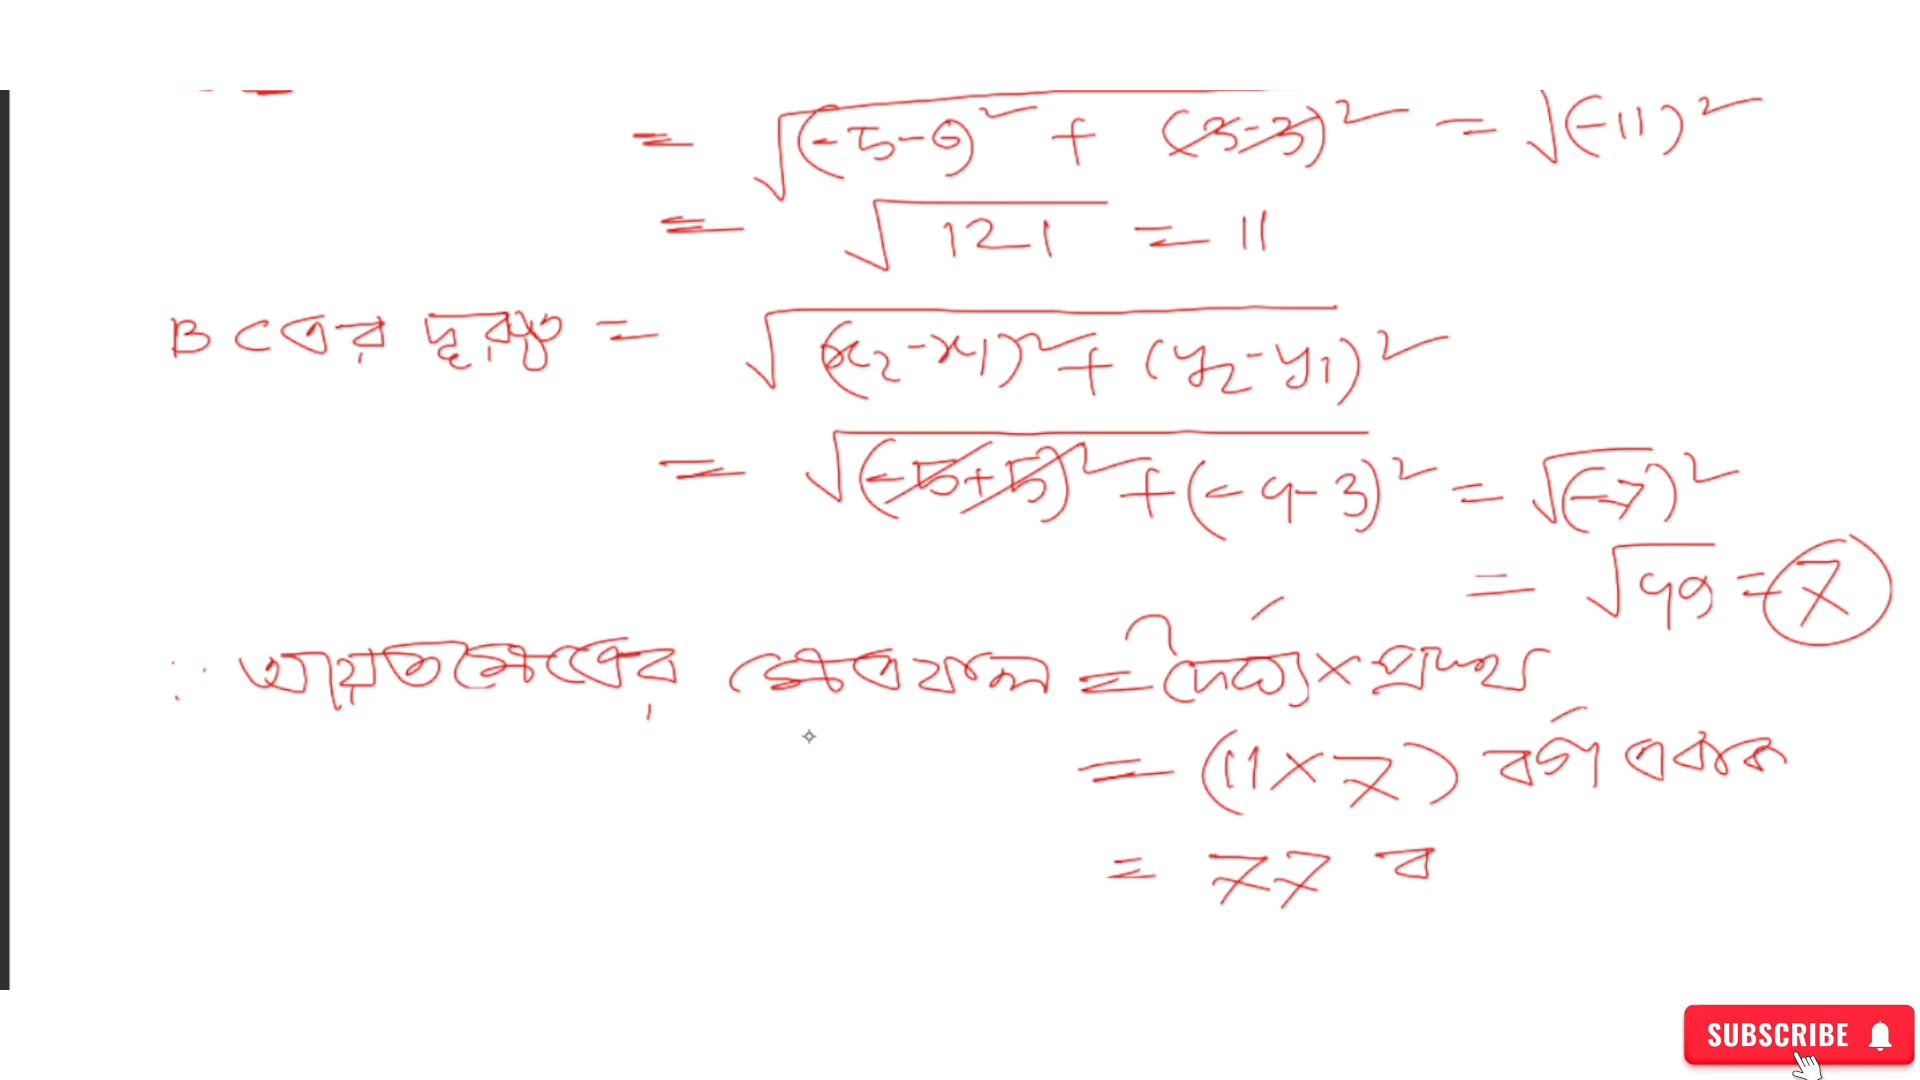 = √(-5-6)² + (3-3)² = √(-11)²
= √121 = 11
BC এর দূরত্ব = √(x₂-x₁)² + (y₂-y₁)²
= √(-5+5)² + (-4-3)² = √(-7)²
= √49 = 7
∴ আয়তক্ষেত্রের ক্ষেত্রফল = দৈর্ঘ্য × প্রস্থ
= (11 × 7) বর্গ একক
= 77 ব
SUBSCRIBE